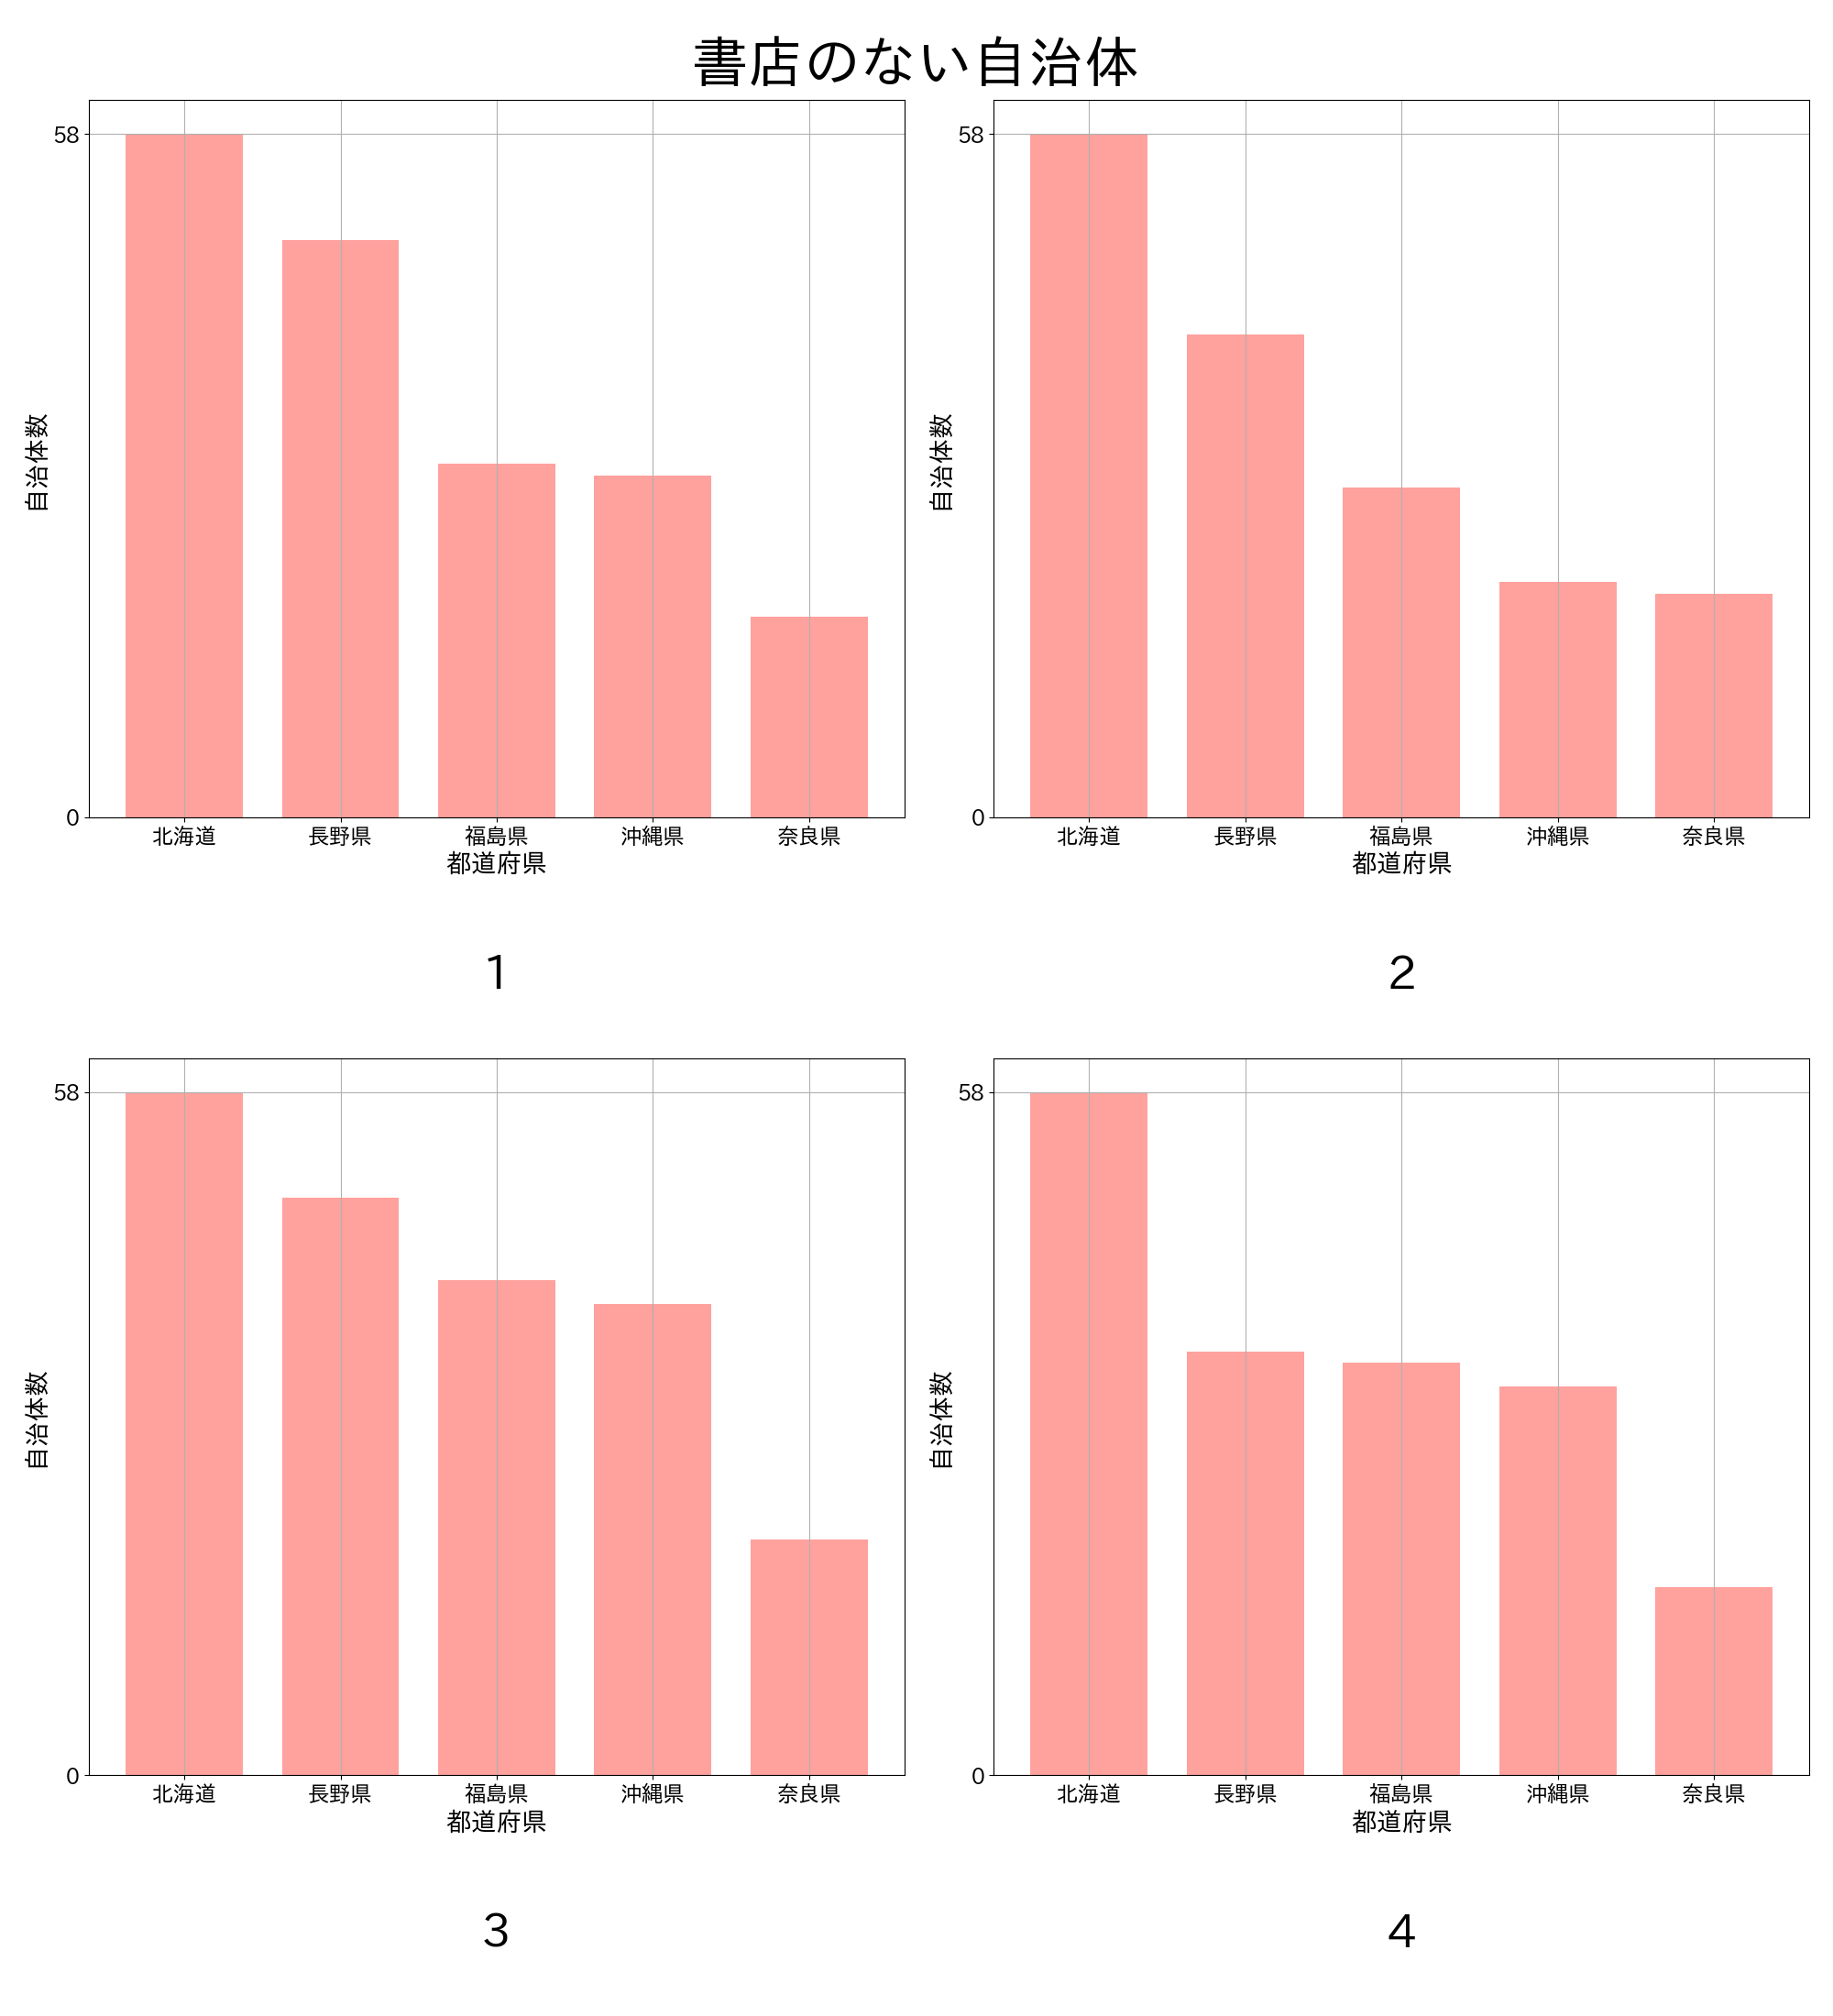 書店のない自治体
58
0
自治体数
北海道 長野県 福島県 沖縄県 奈良県
都道府県
1
58
0
自治体数
北海道 長野県 福島県 沖縄県 奈良県
都道府県
2
58
0
自治体数
北海道 長野県 福島県 沖縄県 奈良県
都道府県
3
58
0
自治体数
北海道 長野県 福島県 沖縄県 奈良県
都道府県
4